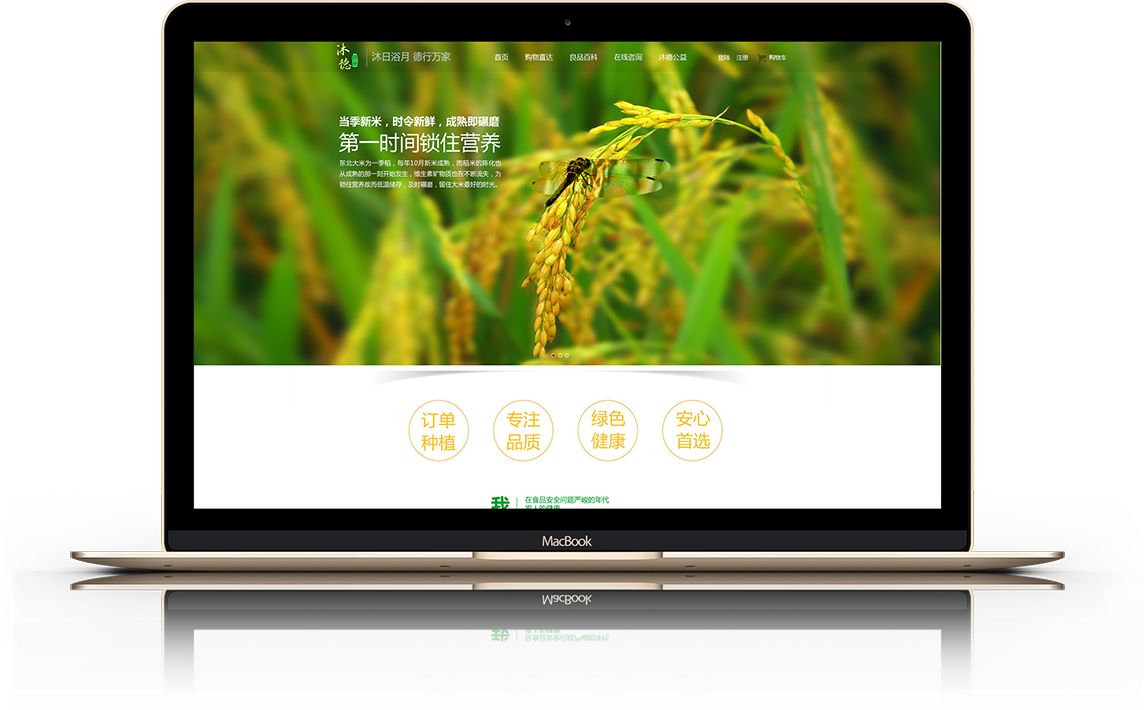 沐德
沐日浴月 德行万家
首页 购物直达 良品百科 在线咨询 沐德公益 登陆 注册 购物车
当季新米，时令新鲜，成熟即碾磨
第一时间锁住营养
东北大米为一季稻，每年10月新米成熟，而稻米的陈化也
从成熟的那一刻开始发生，维生素矿物质也在不断流失，为
锁住营养故而低温储存，及时碾磨，留住大米最好的时光。
订单
种植
专注
品质
绿色
健康
安心
首选
我
在食品安全问题严峻的年代
MacBook